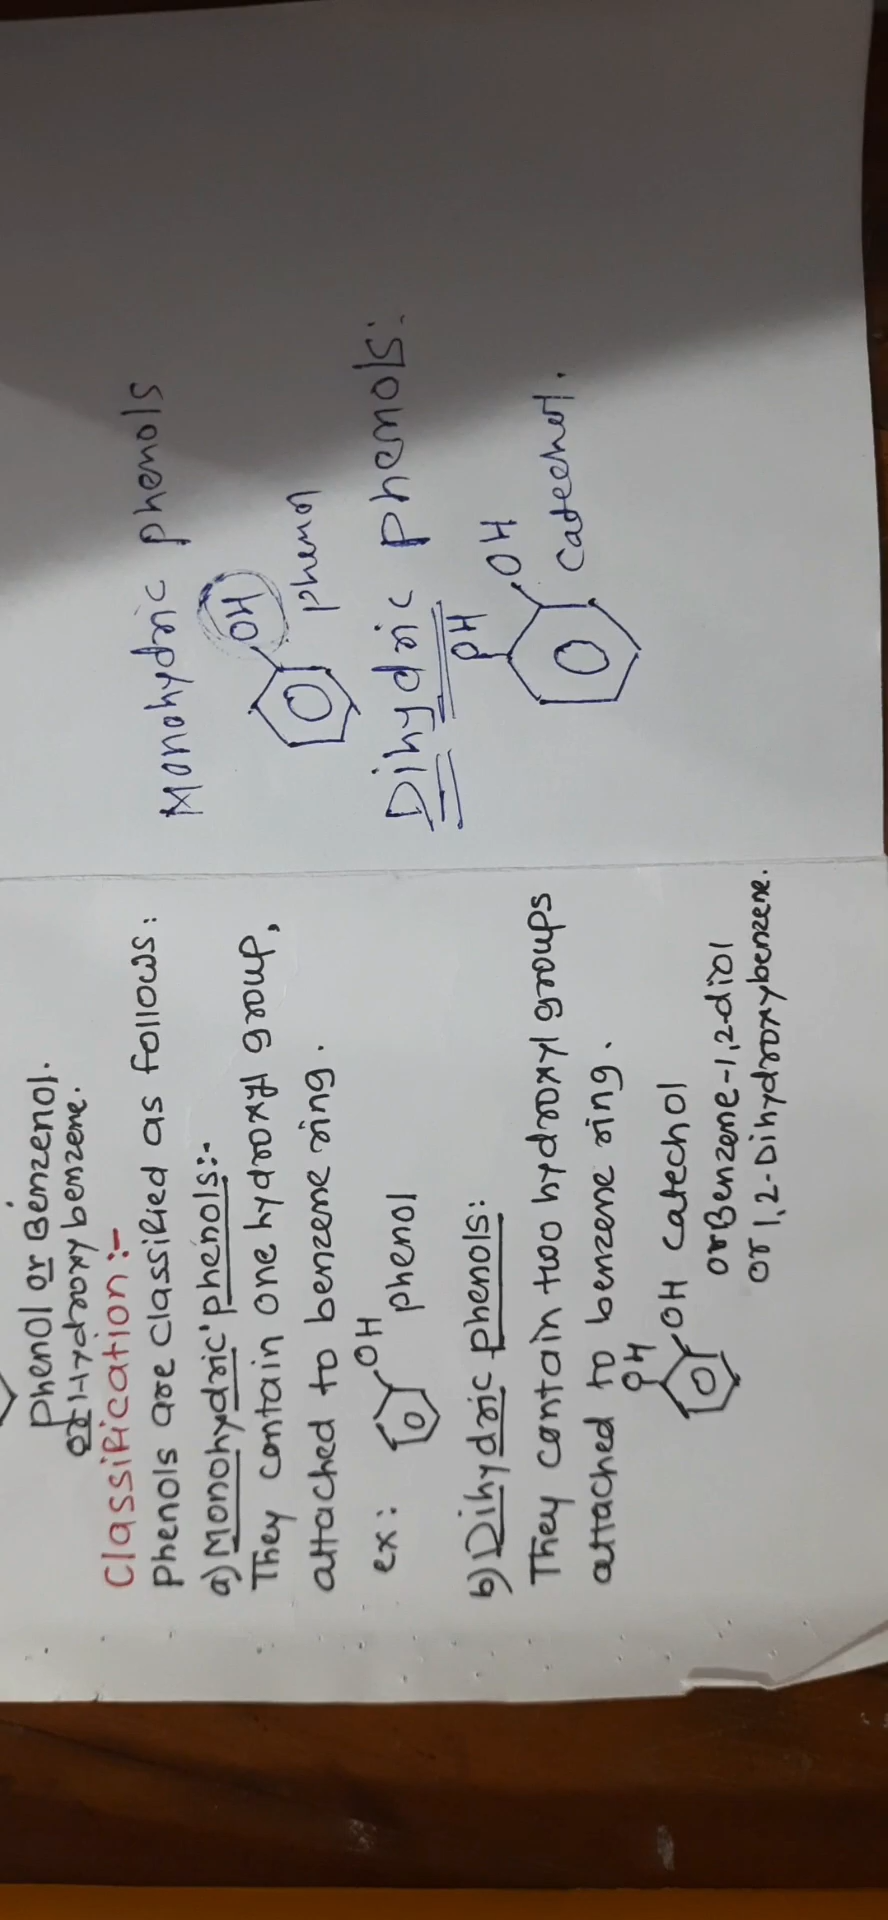 Phenol or Benzenol.
or Hydroxy benzene.
Classification :-
Phenols are classified as follows :
a) Monohydric phenols:-
They contain one hydroxyl group,
attached to benzene ring.
ex :
OH
phenol
b) Dihydric phenols:
They contain two hydroxyl groups
attached to benzene ring.
OH
OH catechol
or Benzene-1,2-diol
or 1,2-Dihydroxybenzene.
Monohydric phenols
OH
phenol
Dihydric phenols:
OH
OH
Catechol.